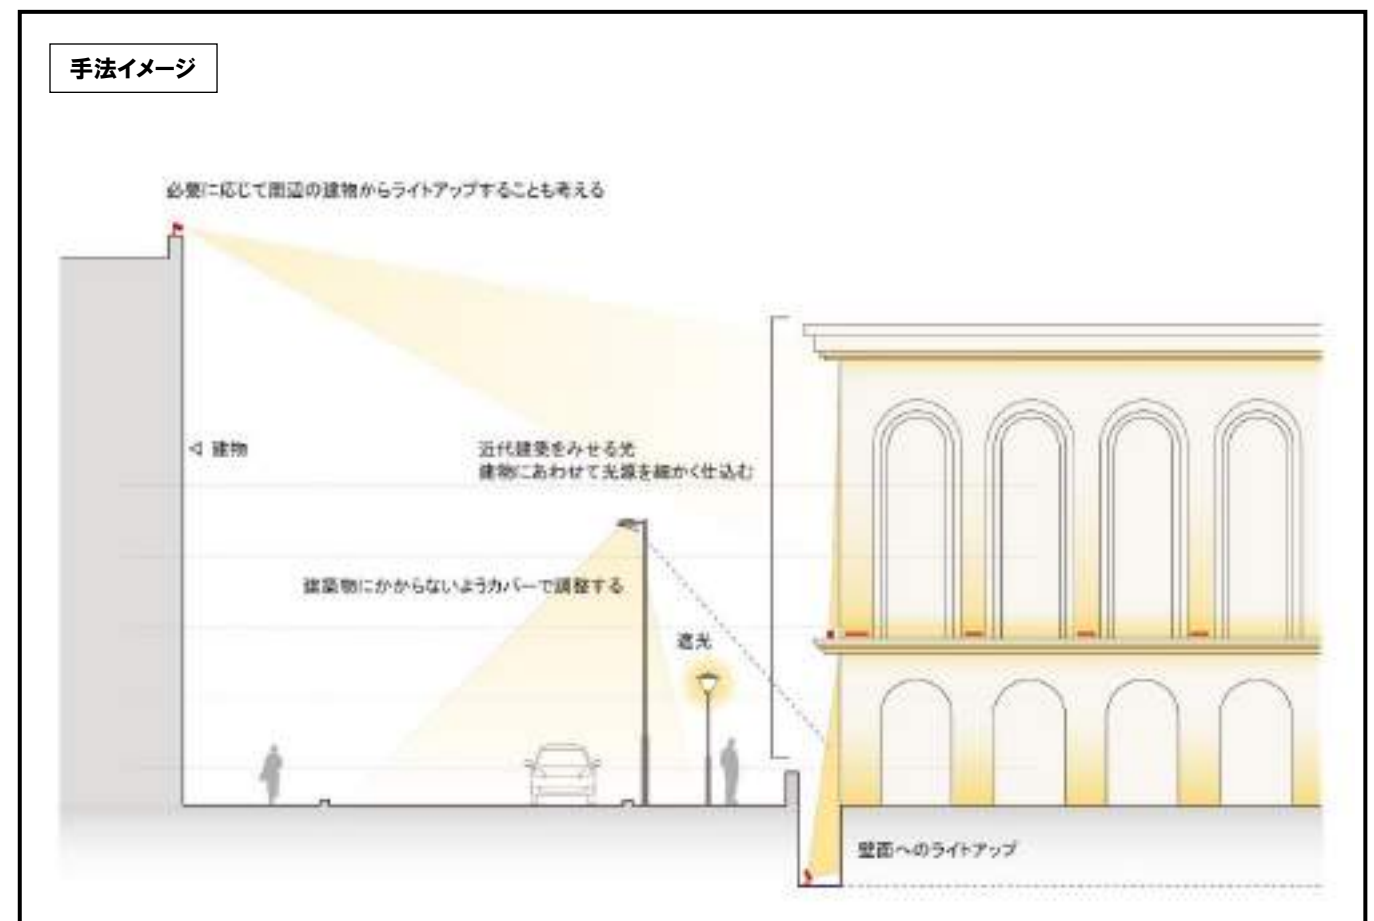 手法イメージ
必要に応じて周辺の建物からライトアップすることも考える
◁ 建物
近代建築をみせる光
建物にあわせて光源を細かく仕込む
建築物にかからないようカバーで調整する
遮光
壁面へのライトアップ